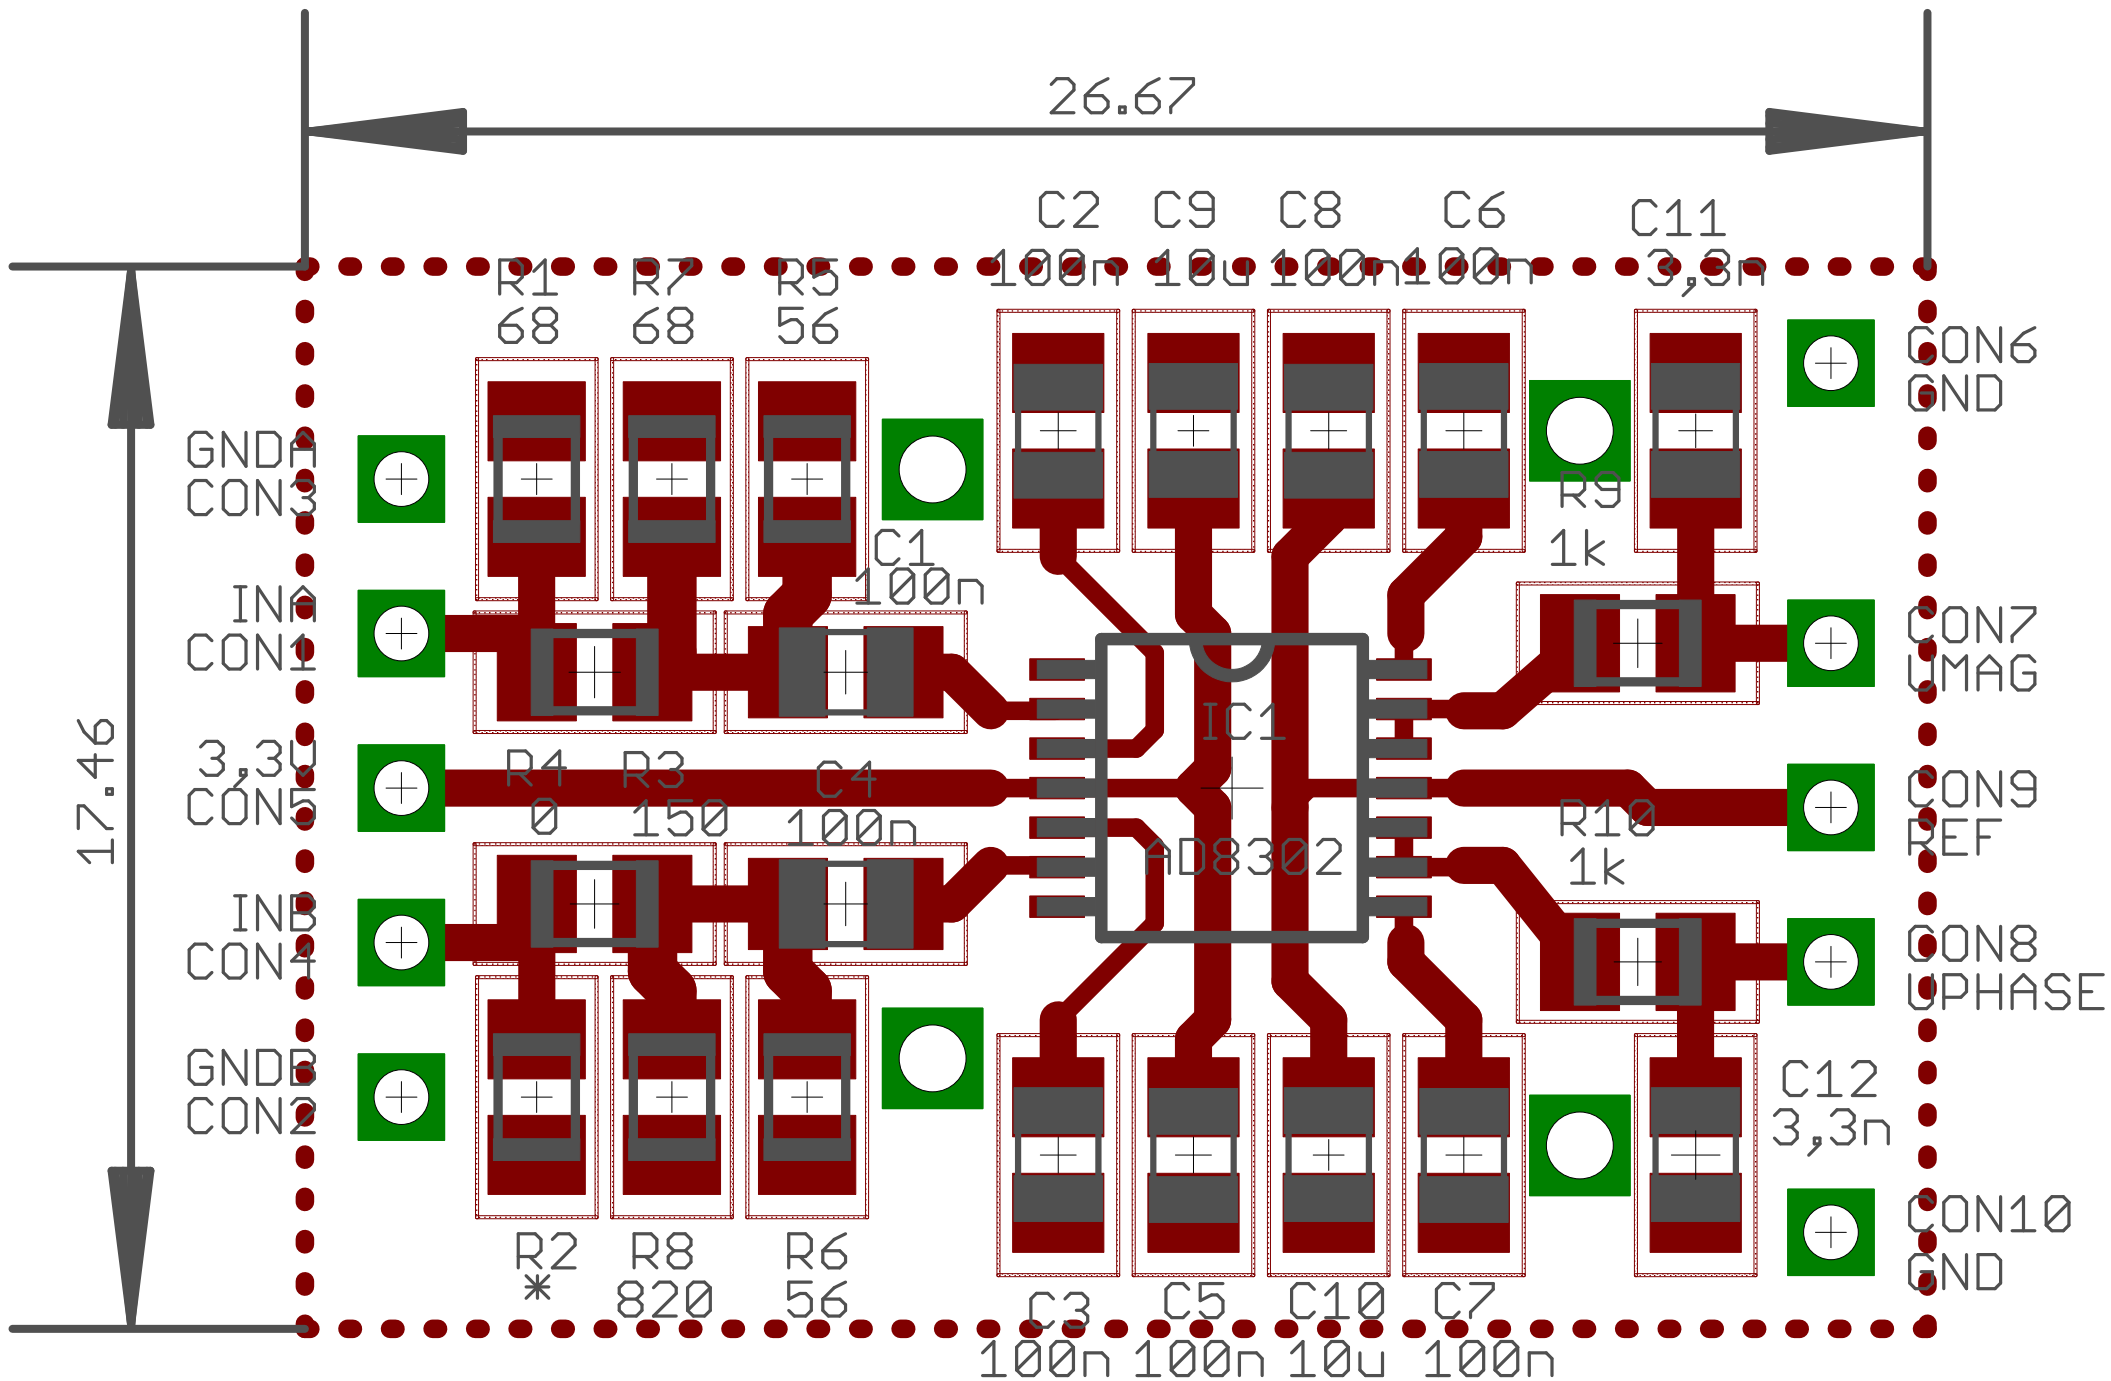 26.67
17.46
C2
100n
C9
10u
C8
100n
C6
100n
C11
3,3n
R1
68
R7
68
R5
56
CON6
GND
GNDA
CON3
R9
1k
C1
100n
INA
CON1
CON7
UMAG
IC1
AD8302
3,3V
CON5
R4
0
R3
150
C4
100n
CON9
REF
R10
1k
INB
CON4
CON8
UPHASE
GNDB
CON2
C12
3,3n
CON10
GND
R2
*
R8
820
R6
56
C3
100n
C5
100n
C10
10u
C7
100n